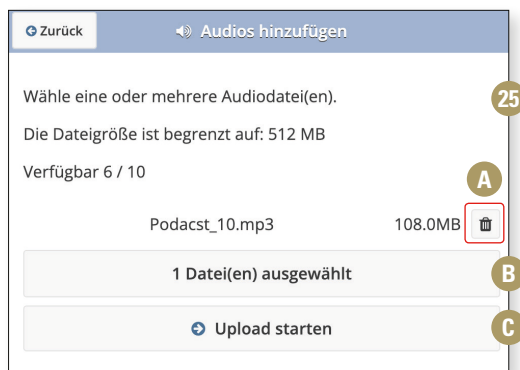 Zurück Audios hinzufügen
Wähle eine oder mehrere Audiodatei(en).
25
Die Dateigröße ist begrenzt auf: 512 MB
Verfügbar 6 / 10
A
Podacst_10.mp3 108.0MB
1 Datei(en) ausgewählt
B
Upload starten
C